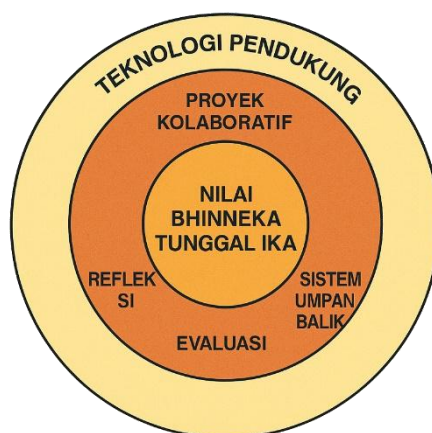 TEKNOLOGI PENDUKUNG
PROYEK
KOLABORATIF
NILAI
BHINNEKA
TUNGGAL IKA
REFLEK
SI
SISTEM
UMPAN
BALIK
EVALUASI